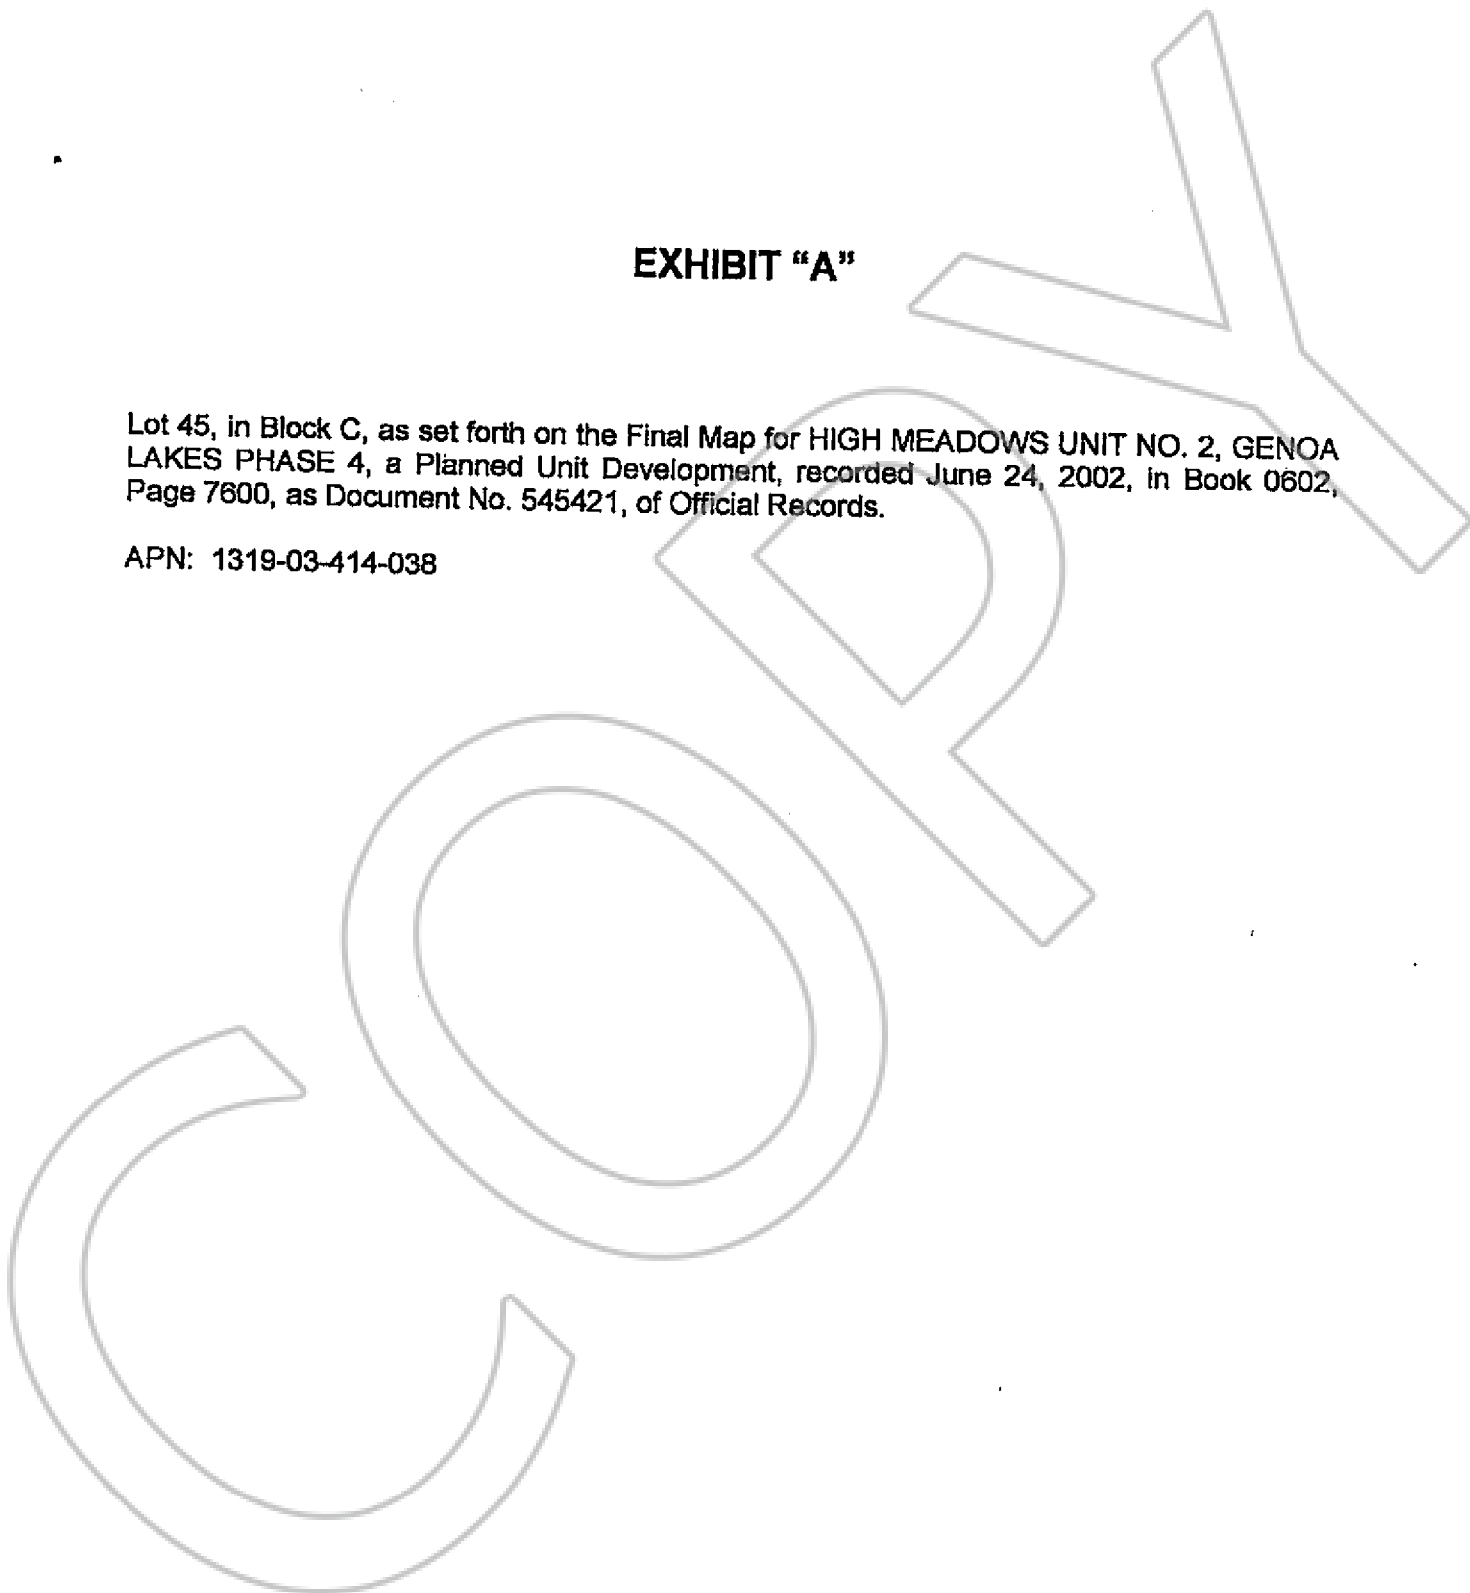 EXHIBIT “A”
Lot 45, in Block C, as set forth on the Final Map for HIGH MEADOWS UNIT NO. 2, GENOA
LAKES PHASE 4, a Planned Unit Development, recorded June 24, 2002, in Book 0602,
Page 7600, as Document No. 545421, of Official Records.
APN: 1319-03-414-038
COPY